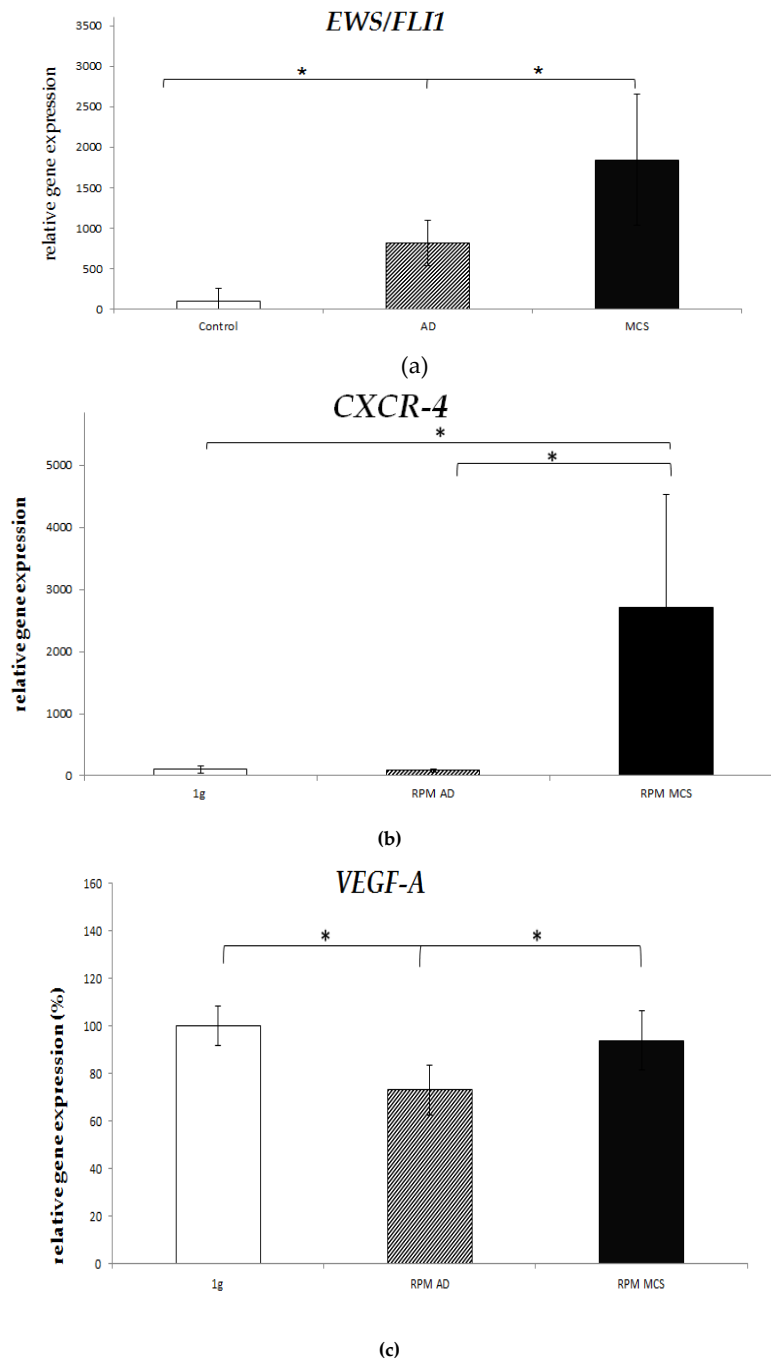 EWS/FLI1
3500
3000
2500
2000
1500
1000
500
0
relative gene expression
* *
Control AD MCS
(a)
CXCR-4
*
*
5000
4000
3000
2000
1000
0
relative gene expression
1g RPM AD RPM MCS
(b)
VEGF-A
160
140
120
100
80
60
40
20
0
relative gene expression (%)
* *
1g RPM AD RPM MCS
(c)